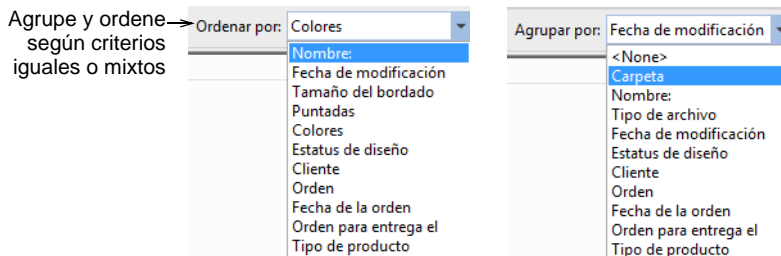 Agrupe y ordene
según criterios
iguales o mixtos
Ordenar por: Colores
Nombre:
Fecha de modificación
Tamaño del bordado
Puntadas
Colores
Estatus de diseño
Cliente
Orden
Fecha de la orden
Orden para entrega el
Tipo de producto
Agrupar por: Fecha de modificación
<None>
Carpeta
Nombre:
Tipo de archivo
Fecha de modificación
Estatus de diseño
Cliente
Orden
Fecha de la orden
Orden para entrega el
Tipo de producto